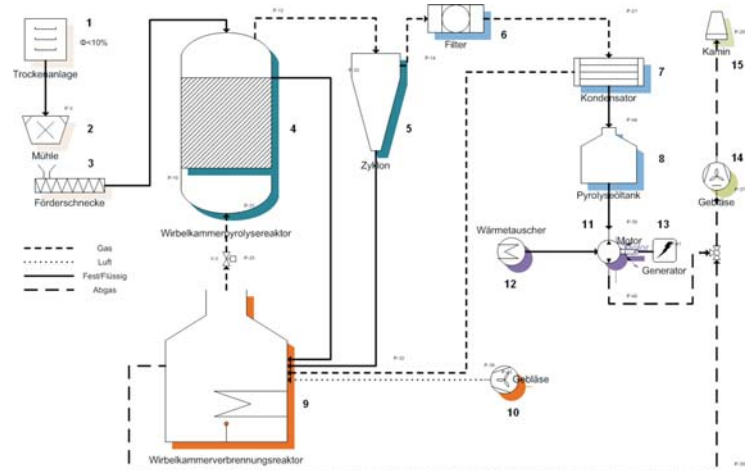 1
Φ<10%
Trockenanlage
2
Mühle
3
Förderschnecke
4
Wirbelkammerpyrolysereaktor
5
Zyklon
6
Filter
7
Kondensator
8
Pyrolyseöltank
Kamin
15
14
Gebläse
11
13
Wärmetauscher
Motor
Generator
12
Gas
Luft
Fest/Flüssig
Abgas
9
Gebläse
10
Wirbelkammerverbrennungsreaktor